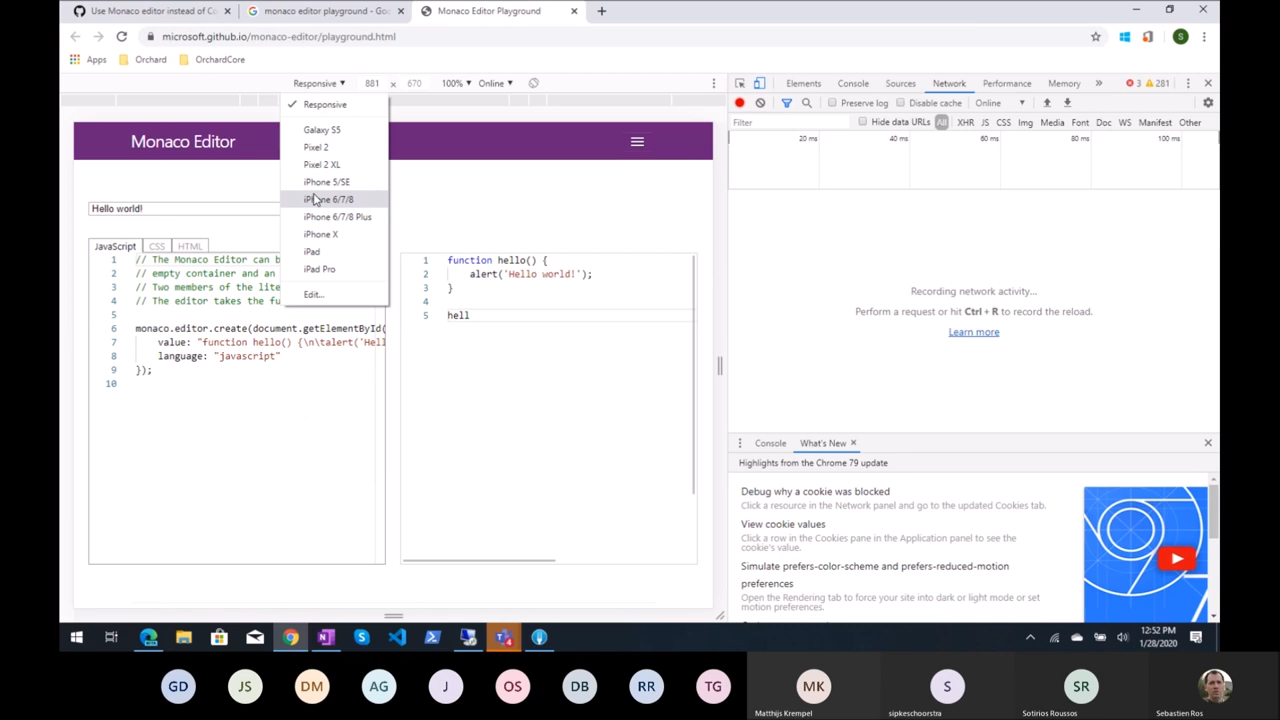 Use Monaco editor instead of Co
monaco editor playground - Goo
Monaco Editor Playground
microsoft.github.io/monaco-editor/playground.html
S
Apps
Orchard
OrchardCore
Responsive
881
×
670
100%
Online
Responsive
Galaxy S5
Pixel 2
Pixel 2 XL
iPhone 5/SE
iPhone 6/7/8
iPhone 6/7/8 Plus
iPhone X
iPad
iPad Pro
Edit...
Monaco Editor
Hello world!
JavaScript
CSS
HTML
1 // The Monaco Editor can b
2 // empty container and an
3 // Two members of the lite
4 // The editor takes the fu
5
6 monaco.editor.create(document.getElementById(
7 value: "function hello() {\n\talert('Hell
8 language: "javascript"
9 });
10
1 function hello() {
2 alert('Hello world!');
3 }
4
5 hell
Elements
Console
Sources
Network
Performance
Memory
»
3
281
Preserve log
Disable cache
Online
Filter
Hide data URLs
All
XHR
JS
CSS
Img
Media
Font
Doc
WS
Manifest
Other
20 ms
40 ms
60 ms
80 ms
100 ms
Recording network activity...
Perform a request or hit Ctrl + R to record the reload.
Learn more
Console
What's New
Highlights from the Chrome 79 update
Debug why a cookie was blocked
Click a resource in the Network panel and go to the updated Cookies tab.
View cookie values
Click a row in the Cookies pane in the Application panel to see the
cookie's value.
Simulate prefers-color-scheme and prefers-reduced-motion
preferences
Open the Rendering tab to force your site into dark or light mode or set
motion preferences.
12:52 PM
1/28/2020
GD
JS
DM
AG
J
OS
DB
RR
TG
MK
S
SR
Matthijs Krempel
sipkeschoorstra
Sotirios Roussos
Sebastien Ros